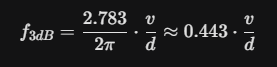 f_{3dB} = \frac{2.783}{2\pi} \cdot \frac{v}{d} \approx 0.443 \cdot \frac{v}{d}